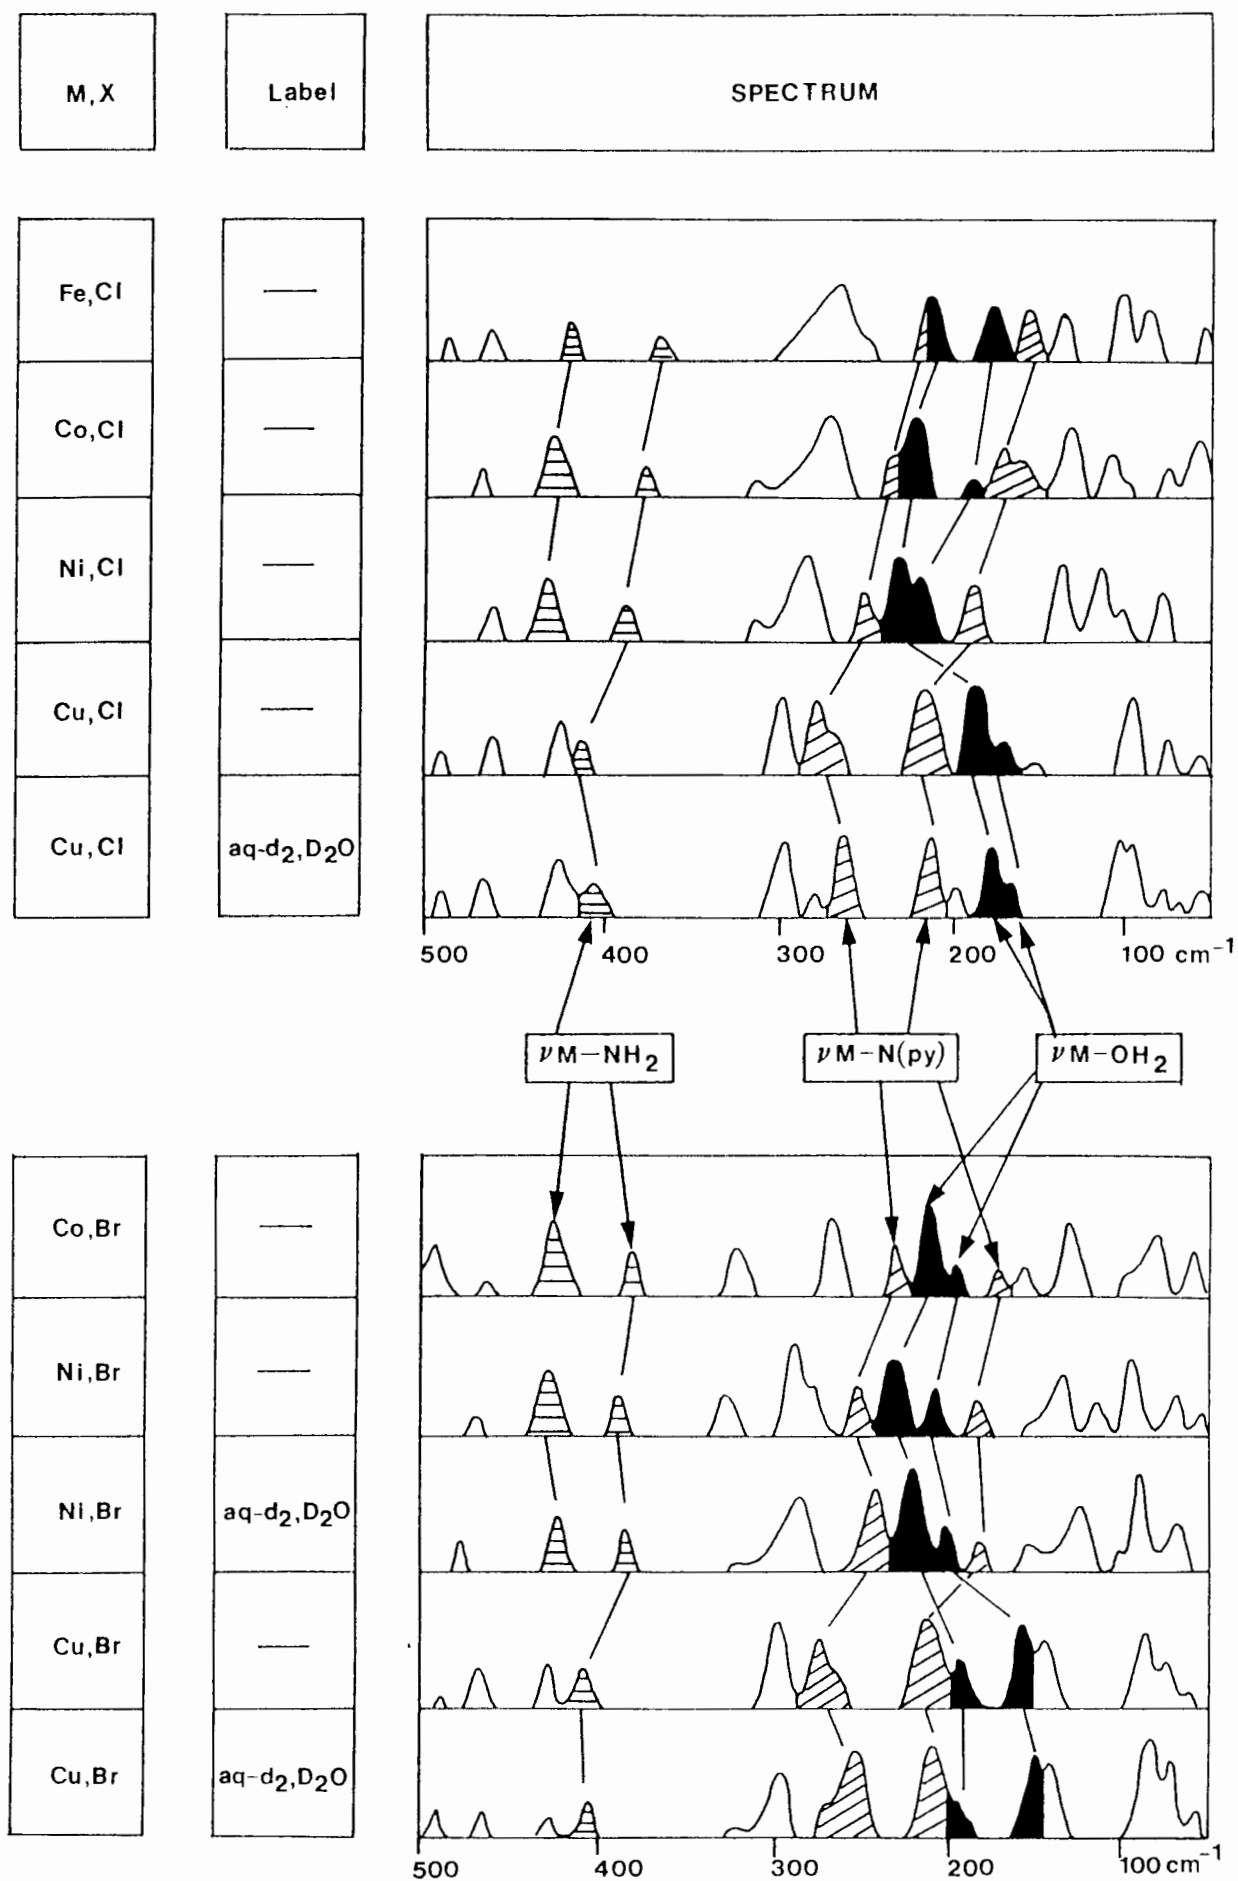 M,X Label SPECTRUM
Fe,Cl —
Co,Cl —
Ni,Cl —
Cu,Cl —
Cu,Cl aq-d₂,D₂O
500 400 300 200 100 cm⁻¹
νM—NH₂ νM—N(py) νM—OH₂
Co,Br —
Ni,Br —
Ni,Br aq-d₂,D₂O
Cu,Br —
Cu,Br aq-d₂,D₂O
500 400 300 200 100 cm⁻¹